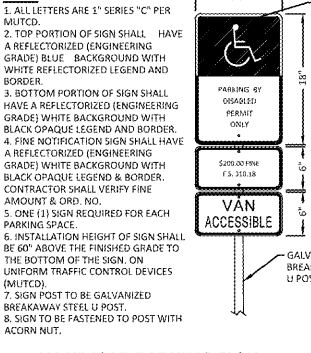 1. ALL LETTERS ARE 1" SERIES "C" PER
MUTCD.
2. TOP PORTION OF SIGN SHALL HAVE
A REFLECTORIZED (ENGINEERING
GRADE) BLUE BACKGROUND WITH
WHITE REFLECTORIZED LEGEND AND
BORDER.
3. BOTTOM PORTION OF SIGN SHALL
HAVE A REFLECTORIZED (ENGINEERING
GRADE) WHITE BACKGROUND WITH
BLACK OPAQUE LEGEND AND BORDER.
4. FINE NOTIFICATION SIGN SHALL HAVE
A REFLECTORIZED (ENGINEERING
GRADE) WHITE BACKGROUND WITH
BLACK OPAQUE LEGEND & BORDER.
CONTRACTOR SHALL VERIFY FINE
AMOUNT & ORD. NO.
5. ONE (1) SIGN REQUIRED FOR EACH
PARKING SPACE.
6. INSTALLATION HEIGHT OF SIGN SHALL
BE 60" ABOVE THE FINISHED GRADE TO
THE BOTTOM OF THE SIGN. ON
UNIFORM TRAFFIC CONTROL DEVICES
(MUTCD).
7. SIGN POST TO BE GALVANIZED
BREAKAWAY STEEL U POST.
8. SIGN TO BE FASTENED TO POST WITH
ACORN NUT.
PARKING BY
DISABLED
PERMIT
ONLY
18"
$200.00 FINE
F.S. 310.18
6"
VAN
ACCESSIBLE
6"
GALV
BREA
U POS